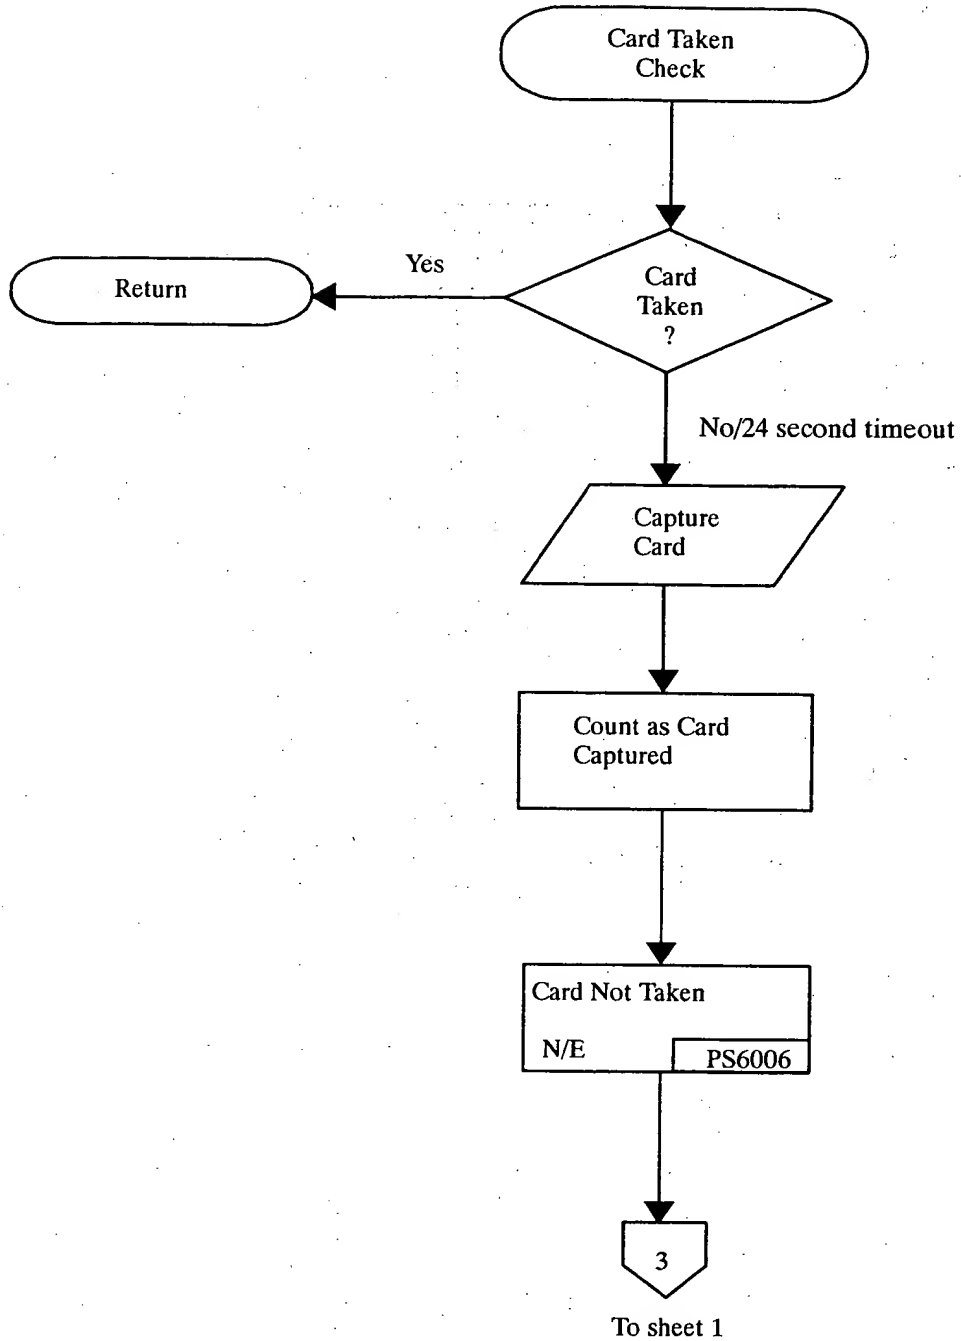 Card Taken
Check
Yes
Return
Card
Taken
?
No/24 second timeout
Capture
Card
Count as Card
Captured
Card Not Taken
N/E
PS6006
3
To sheet 1